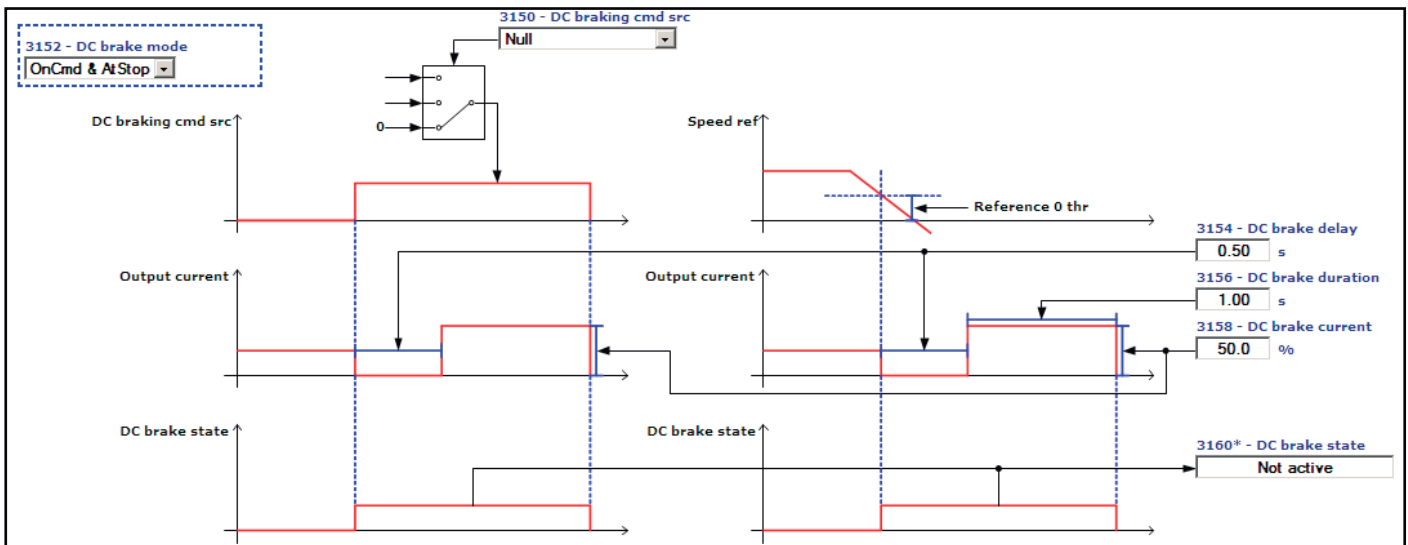 3150 - DC braking cmd src
Null
3152 - DC brake mode
OnCmd & AtStop
DC braking cmd src
0
Speed ref
Reference 0 thr
3154 - DC brake delay
0.50 s
Output current
Output current
3156 - DC brake duration
1.00 s
3158 - DC brake current
50.0 %
DC brake state
DC brake state
3160* - DC brake state
Not active